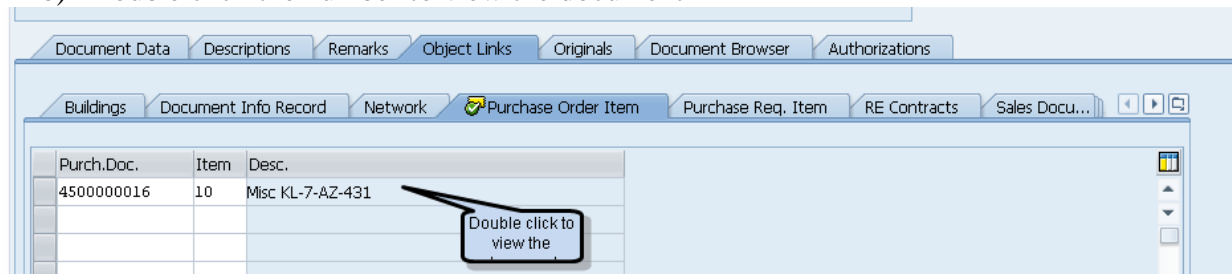 Document Data Descriptions Remarks Object Links Originals Document Browser Authorizations
Buildings Document Info Record Network Purchase Order Item Purchase Req. Item RE Contracts Sales Docu...
Purch.Doc. Item Desc.
4500000016 10 Misc KL-7-AZ-431
Double click to
view the